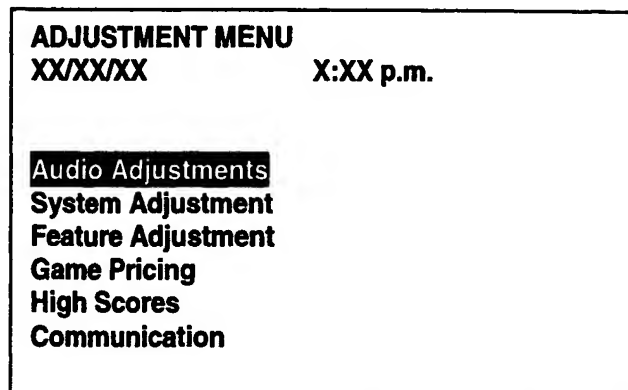 ADJUSTMENT MENU
XX/XX/XX X:XX p.m.
Audio Adjustments
System Adjustment
Feature Adjustment
Game Pricing
High Scores
Communication